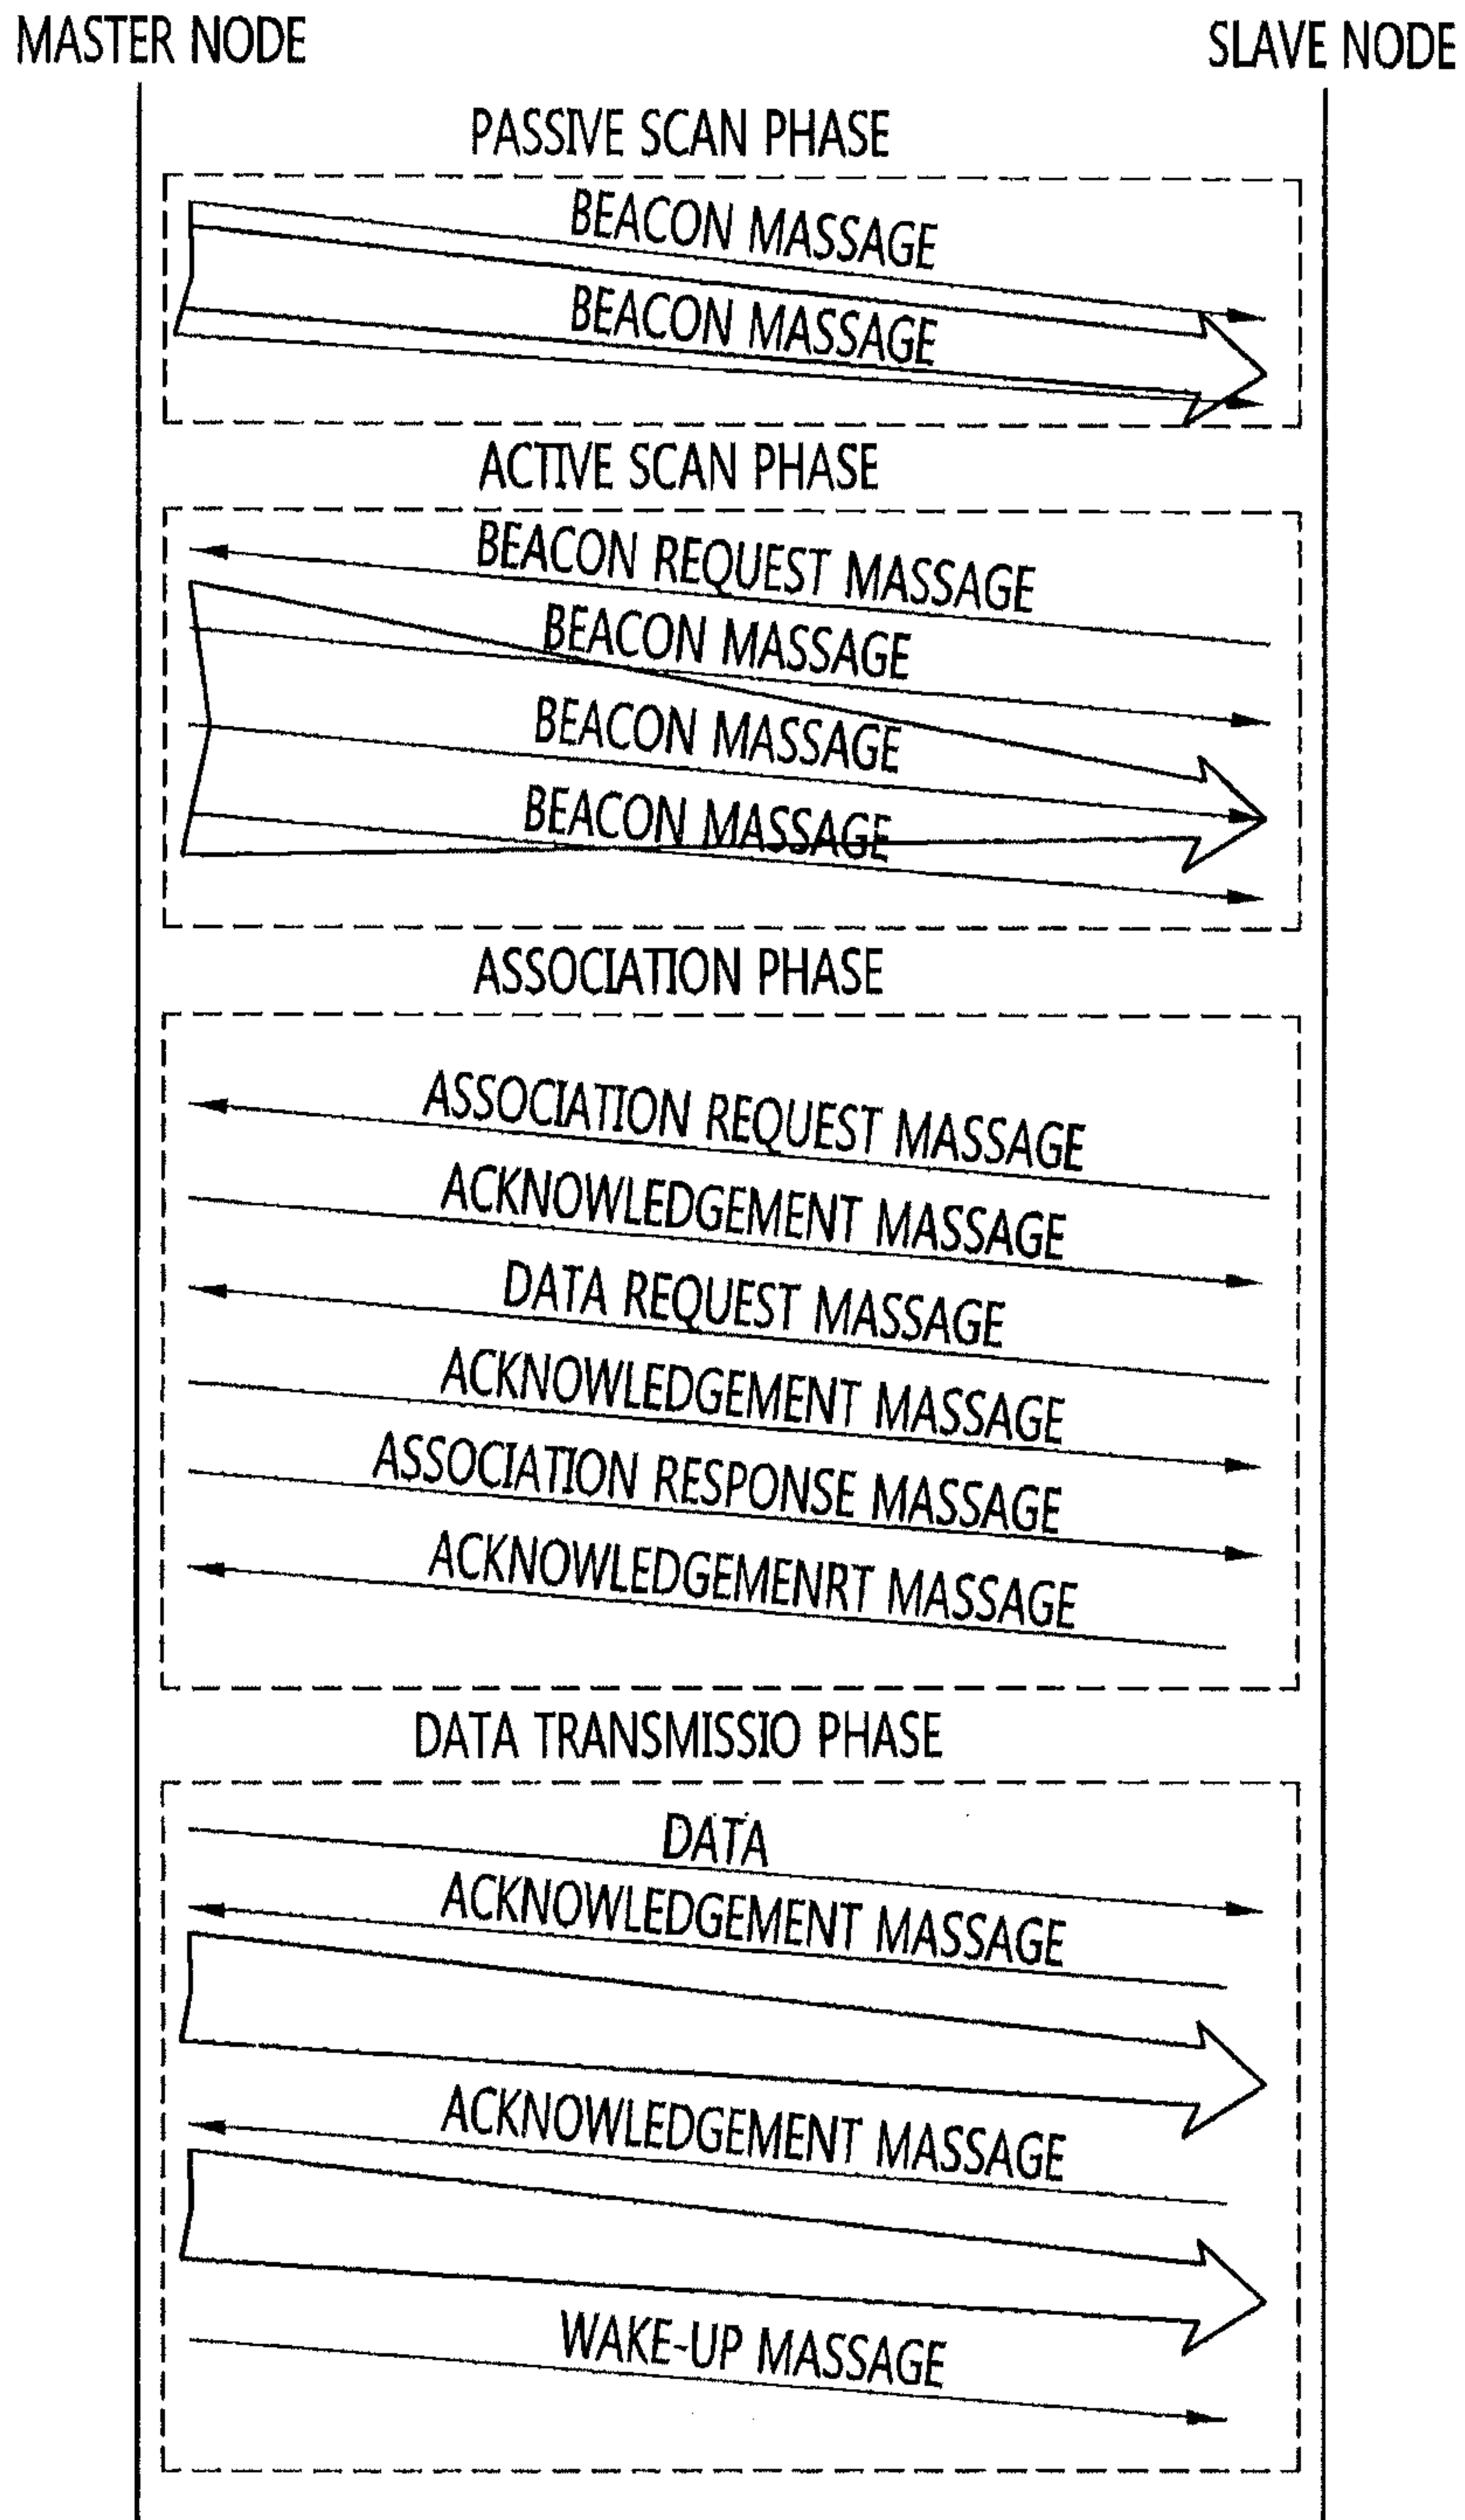 MASTER NODE
SLAVE NODE
PASSIVE SCAN PHASE
BEACON MASSAGE
BEACON MASSAGE
ACTIVE SCAN PHASE
BEACON REQUEST MASSAGE
BEACON MASSAGE
BEACON MASSAGE
BEACON MASSAGE
ASSOCIATION PHASE
ASSOCIATION REQUEST MASSAGE
ACKNOWLEDGEMENT MASSAGE
DATA REQUEST MASSAGE
ACKNOWLEDGEMENT MASSAGE
ASSOCIATION RESPONSE MASSAGE
ACKNOWLEDGEMENRT MASSAGE
DATA TRANSMISSIO PHASE
DATA
ACKNOWLEDGEMENT MASSAGE
ACKNOWLEDGEMENT MASSAGE
WAKE-UP MASSAGE